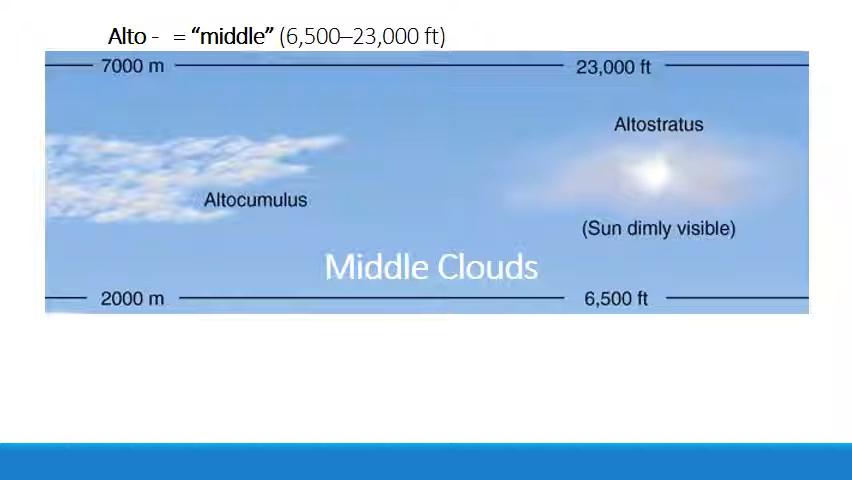 Alto - = “middle” (6,500–23,000 ft)
7000 m 23,000 ft
Altostratus
Altocumulus
(Sun dimly visible)
Middle Clouds
2000 m 6,500 ft